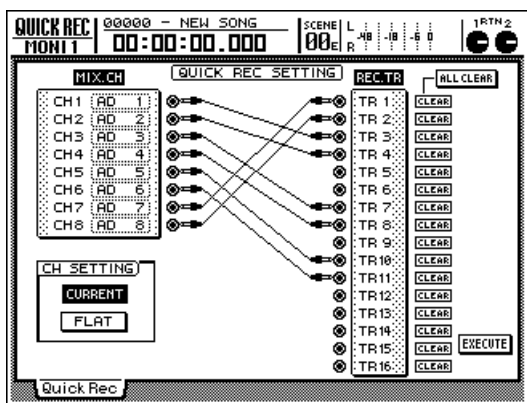 QUICK REC 00000 - NEW SONG SCENE L 1 RTN 2
MONI 1 00:00:00.000 00E R -48 -18 -6 0
QUICK REC SETTING
MIX.CH REC.TR ALL CLEAR
CH1 AD 1 TR 1 CLEAR
CH2 AD 2 TR 2 CLEAR
CH3 AD 3 TR 3 CLEAR
CH4 AD 4 TR 4 CLEAR
CH5 AD 5 TR 5 CLEAR
CH6 AD 6 TR 6 CLEAR
CH7 AD 7 TR 7 CLEAR
CH8 AD 8 TR 8 CLEAR
TR 9 CLEAR
CH SETTING TR10 CLEAR
CURRENT TR11 CLEAR
TR12 CLEAR
FLAT TR13 CLEAR
TR14 CLEAR
TR15 CLEAR EXECUTE
TR16 CLEAR
Quick Rec